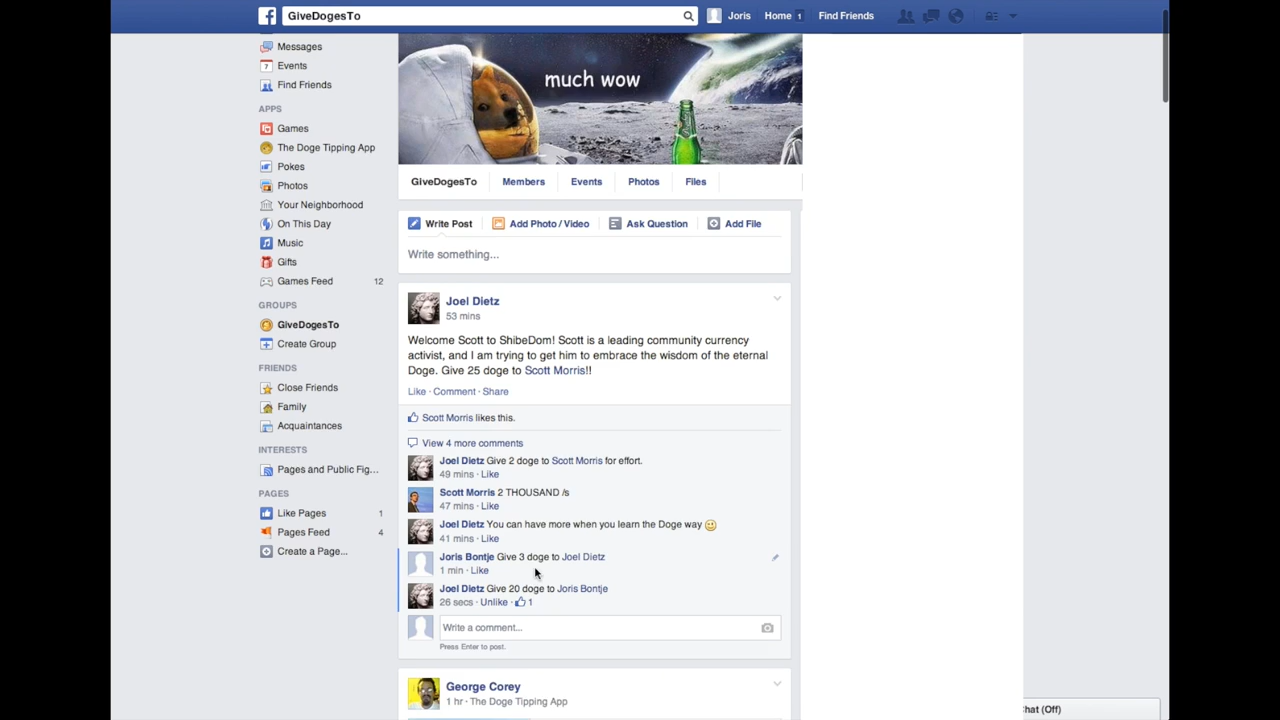 GiveDogesTo
Joris
Home 1
Find Friends
Messages
7 Events
Find Friends
APPS
Games
The Doge Tipping App
Pokes
Photos
Your Neighborhood
On This Day
Music
Gifts
Games Feed 12
GROUPS
GiveDogesTo
Create Group
FRIENDS
Close Friends
Family
Acquaintances
INTERESTS
Pages and Public Fig...
PAGES
Like Pages 1
Pages Feed 4
Create a Page...
much wow
GiveDogesTo Members Events Photos Files
Write Post Add Photo / Video Ask Question Add File
Write something...
Joel Dietz
53 mins
Welcome Scott to ShibeDom! Scott is a leading community currency
activist, and I am trying to get him to embrace the wisdom of the eternal
Doge. Give 25 doge to Scott Morris!!
Like · Comment · Share
Scott Morris likes this.
View 4 more comments
Joel Dietz Give 2 doge to Scott Morris for effort.
49 mins · Like
Scott Morris 2 THOUSAND /s
47 mins · Like
Joel Dietz You can have more when you learn the Doge way
41 mins · Like
Joris Bontje Give 3 doge to Joel Dietz
1 min · Like
Joel Dietz Give 20 doge to Joris Bontje
26 secs · Unlike · 1
Write a comment...
Press Enter to post.
George Corey
1 hr · The Doge Tipping App
Chat (Off)